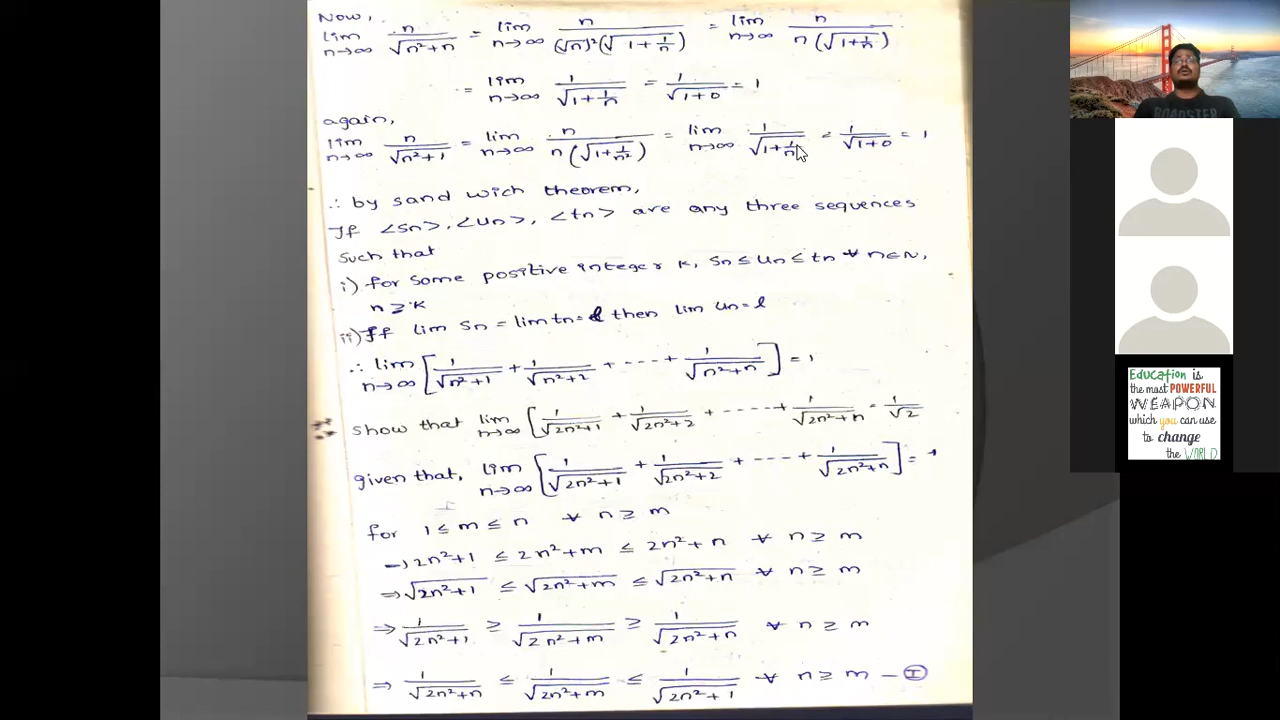 Now,
lim n→∞ n/√n²+n = lim n→∞ n/(√n)²(√1+1/n) = lim n→∞ n/n(√1+1/n)
= lim n→∞ 1/√1+1/n = 1/√1+0 = 1
again,
lim n→∞ n/√n²+1 = lim n→∞ n/n(√1+1/n²) = lim n→∞ 1/√1+1/n² = 1/√1+0 = 1
∴ by sand wich theorem,
If <sn>, <un>, <tn> are any three sequences
Such that
i) for some positive integer k, sn ≤ un ≤ tn ∀ n∈N,
n ≥ k
ii) If lim sn = lim tn = l then lim un = l
∴ lim n→∞ [1/√n²+1 + 1/√n²+2 + ---- + 1/√n²+n] = 1
show that lim n→∞ [1/√2n²+1 + 1/√2n²+2 + ----- + 1/√2n²+n = 1/√2
given that, lim n→∞ [1/√2n²+1 + 1/√2n²+2 + ---- + 1/√2n²+n] =
for 1 ≤ m ≤ n ∀ n ≥ m
⇒ 2n²+1 ≤ 2n²+m ≤ 2n²+n ∀ n ≥ m
⇒ √2n²+1 ≤ √2n²+m ≤ √2n²+n ∀ n ≥ m
⇒ 1/√2n²+1 ≥ 1/√2n²+m ≥ 1/√2n²+n ∀ n ≥ m
⇒ 1/√2n²+n ≤ 1/√2n²+m ≤ 1/√2n²+1 ∀ n ≥ m — Ⓘ
ROADSTER
Education is
the most POWERFUL
WEAPON
which you can use
to change
the WORLD